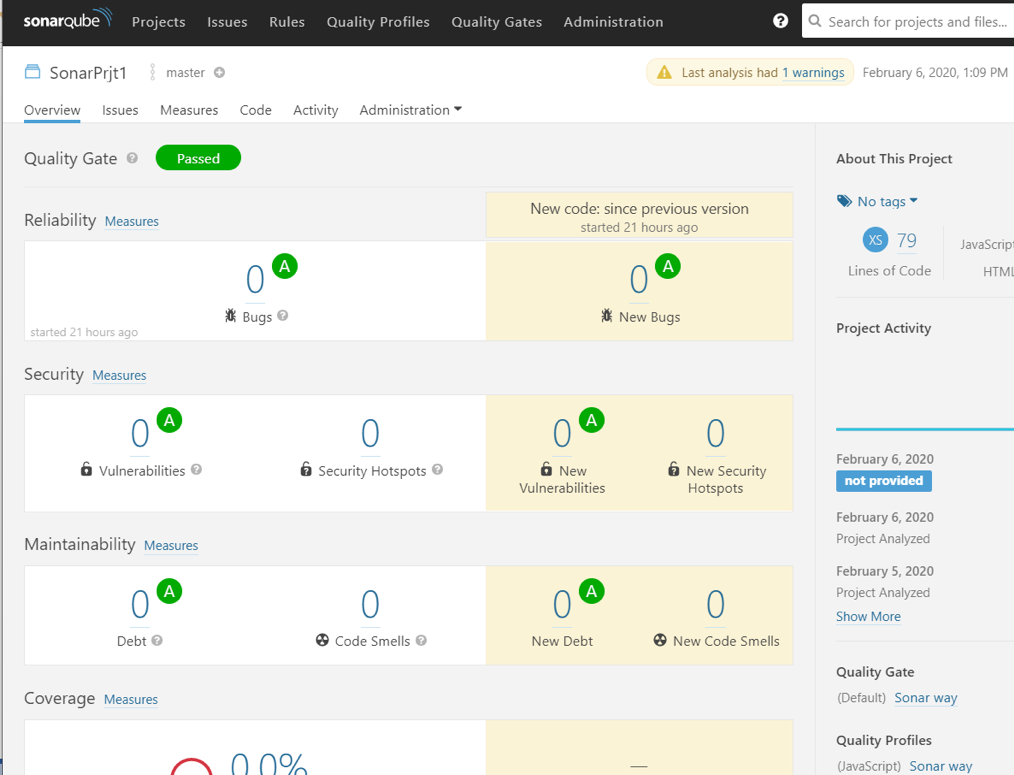 sonarqube Projects Issues Rules Quality Profiles Quality Gates Administration ? Search for projects and files...
SonarPrjt1 master Last analysis had 1 warnings February 6, 2020, 1:09 PM
Overview Issues Measures Code Activity Administration
Quality Gate ? Passed
New code: since previous version
started 21 hours ago
Reliability Measures
0 A
Bugs ?
started 21 hours ago
0 A
New Bugs
Security Measures
0 A
Vulnerabilities ?
0
Security Hotspots ?
0 A
New
Vulnerabilities
0
New Security
Hotspots
Maintainability Measures
0 A
Debt ?
0
Code Smells ?
0 A
New Debt
0
New Code Smells
Coverage Measures
0.0%
—
About This Project
No tags
XS 79
Lines of Code
JavaScript
HTML
Project Activity
February 6, 2020
not provided
February 6, 2020
Project Analyzed
February 5, 2020
Project Analyzed
Show More
Quality Gate
(Default) Sonar way
Quality Profiles
(JavaScript) Sonar way